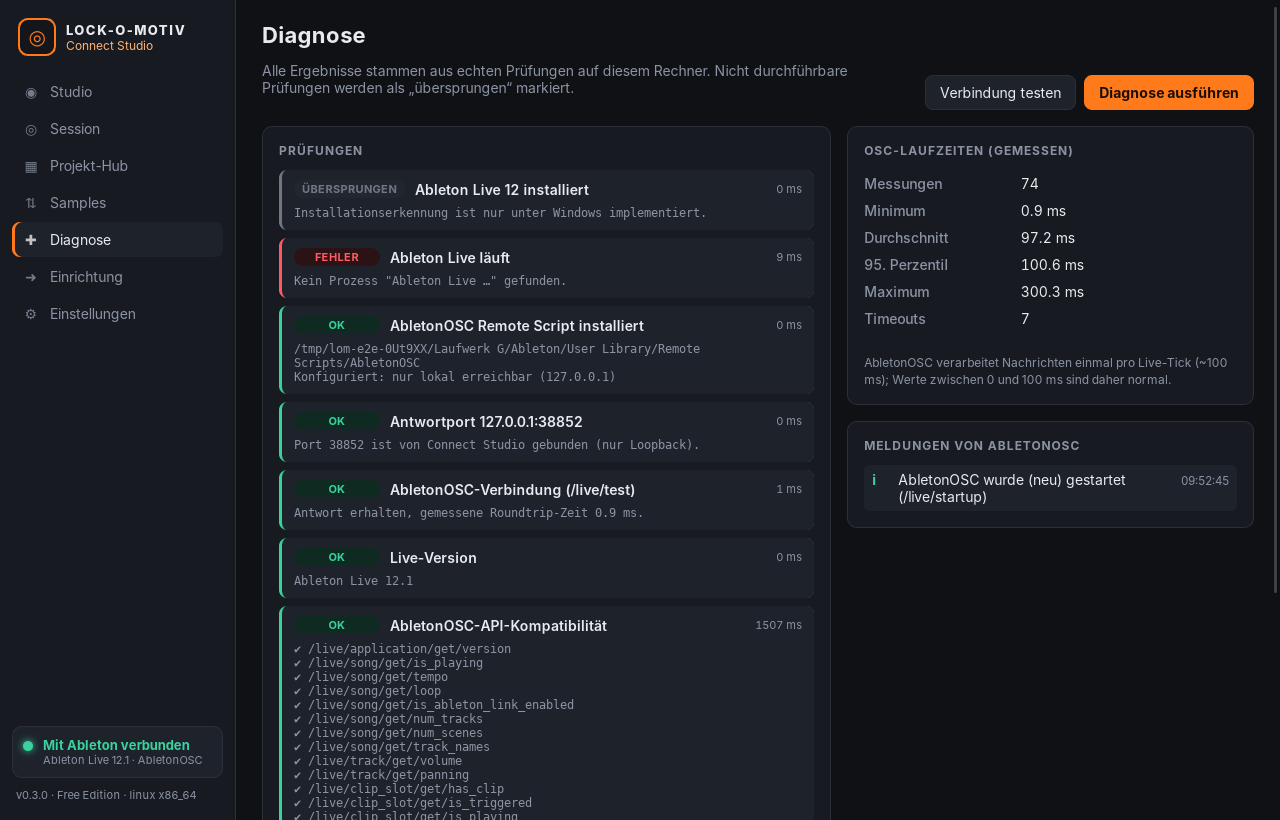 LOCK-O-MOTIV
Connect Studio
Studio
Session
Projekt-Hub
Samples
Diagnose
Einrichtung
Einstellungen
Mit Ableton verbunden
Ableton Live 12.1 · AbletonOSC
v0.3.0 · Free Edition · linux x86_64
Diagnose
Alle Ergebnisse stammen aus echten Prüfungen auf diesem Rechner. Nicht durchführbare
Prüfungen werden als „übersprungen“ markiert.
Verbindung testen
Diagnose ausführen
PRÜFUNGEN
ÜBERSPRUNGEN Ableton Live 12 installiert 0 ms
Installationserkennung ist nur unter Windows implementiert.
FEHLER Ableton Live läuft 9 ms
Kein Prozess "Ableton Live …" gefunden.
OK AbletonOSC Remote Script installiert 0 ms
/tmp/lom-e2e-0Ut9XX/Laufwerk G/Ableton/User Library/Remote
Scripts/AbletonOSC
Konfiguriert: nur lokal erreichbar (127.0.0.1)
OK Antwortport 127.0.0.1:38852 0 ms
Port 38852 ist von Connect Studio gebunden (nur Loopback).
OK AbletonOSC-Verbindung (/live/test) 1 ms
Antwort erhalten, gemessene Roundtrip-Zeit 0.9 ms.
OK Live-Version 0 ms
Ableton Live 12.1
OK AbletonOSC-API-Kompatibilität 1507 ms
✔ /live/application/get/version
✔ /live/song/get/is_playing
✔ /live/song/get/tempo
✔ /live/song/get/loop
✔ /live/song/get/is_ableton_link_enabled
✔ /live/song/get/num_tracks
✔ /live/song/get/num_scenes
✔ /live/song/get/track_names
✔ /live/track/get/volume
✔ /live/track/get/panning
✔ /live/clip_slot/get/has_clip
✔ /live/clip_slot/get/is_triggered
✔ /live/clip_slot/get/is_playing
OSC-LAUFZEITEN (GEMESSEN)
Messungen 74
Minimum 0.9 ms
Durchschnitt 97.2 ms
95. Perzentil 100.6 ms
Maximum 300.3 ms
Timeouts 7
AbletonOSC verarbeitet Nachrichten einmal pro Live-Tick (~100
ms); Werte zwischen 0 und 100 ms sind daher normal.
MELDUNGEN VON ABLETONOSC
i AbletonOSC wurde (neu) gestartet 09:52:45
(/live/startup)